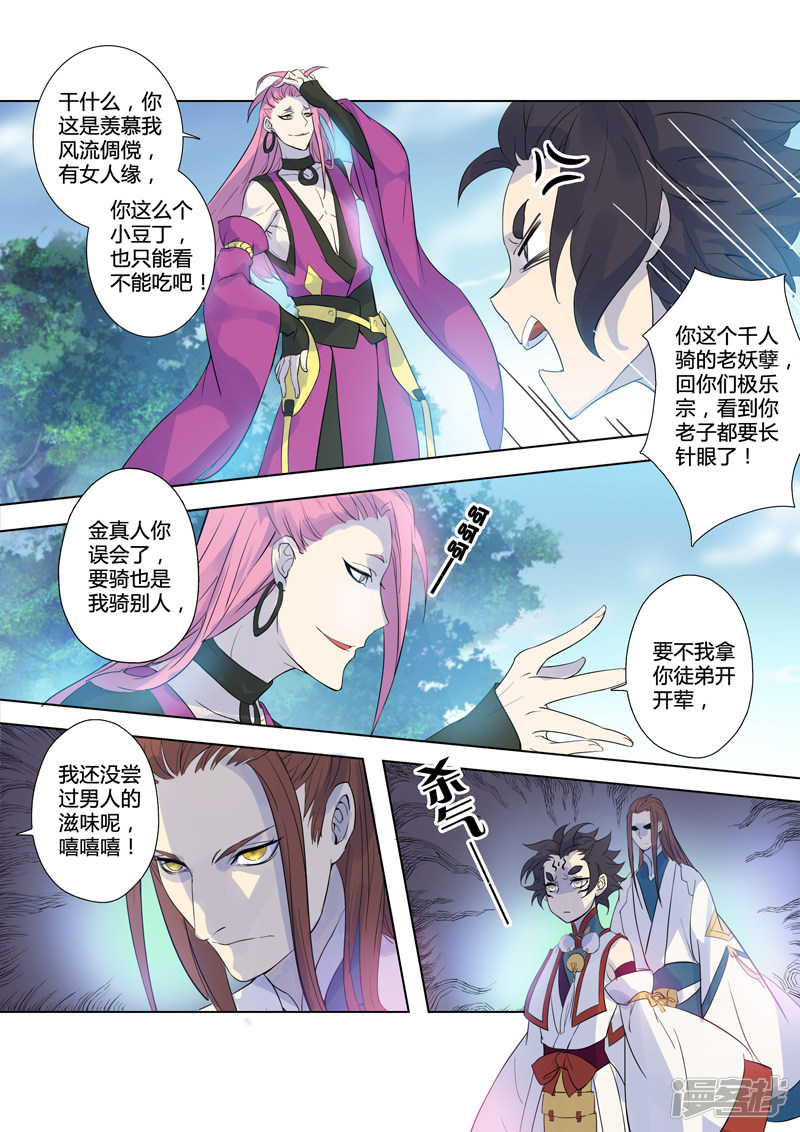 干什么，你
这是羡慕我
风流倜傥，
有女人缘，
你这么个
小豆丁，
也只能看
不能吃吧！
你这个千人
骑的老妖孽，
回你们极乐
宗，看到你
老子都要长
针眼了！
金真人你
误会了，
要骑也是
我骑别人，
呵呵呵——
要不我拿
你徒弟开
开荤，
我还没尝
过男人的
滋味呢，
嘻嘻嘻！
杀气——
漫客栈